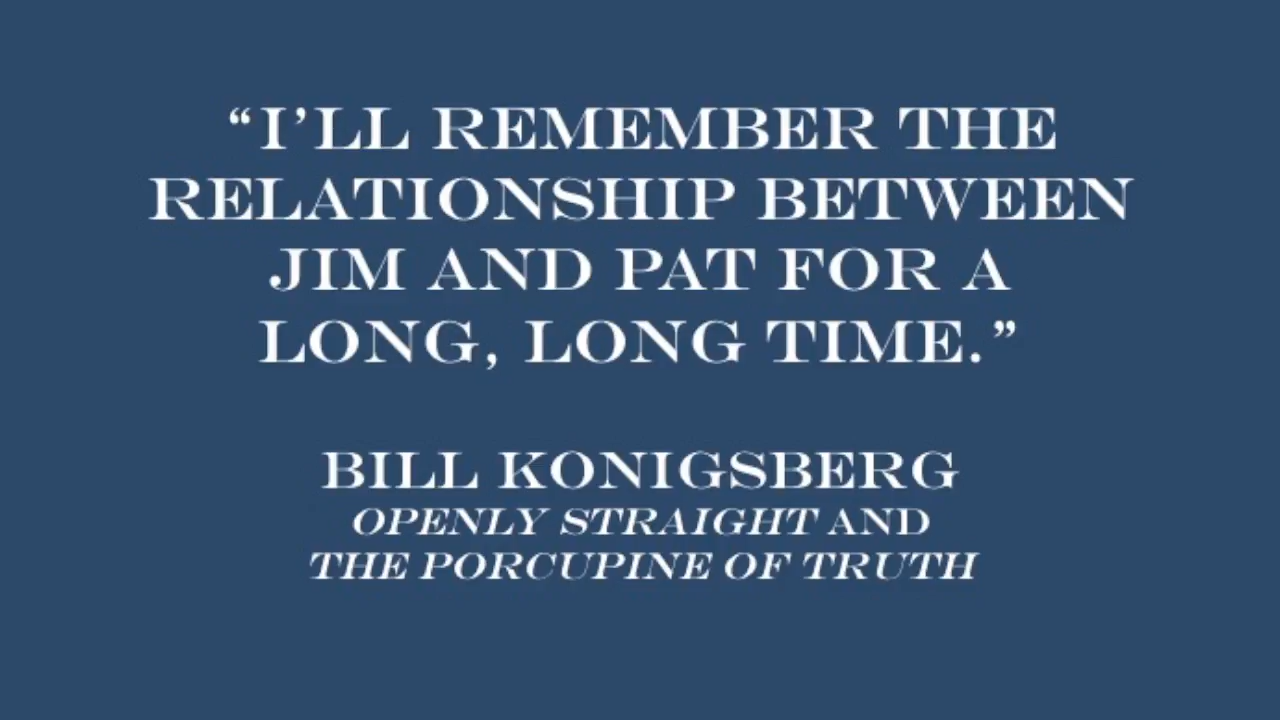 “I’LL REMEMBER THE
RELATIONSHIP BETWEEN
JIM AND PAT FOR A
LONG, LONG TIME.”
BILL KONIGSBERG
OPENLY STRAIGHT AND
THE PORCUPINE OF TRUTH